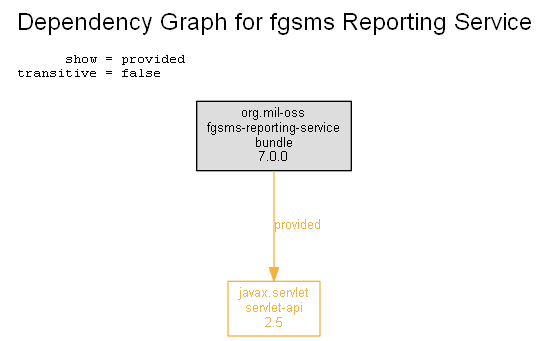 Dependency Graph for fgsms Reporting Service
show = provided
transitive = false
org.mil-oss
fgsms-reporting-service
bundle
7.0.0
provided
javax.servlet
servlet-api
2.5